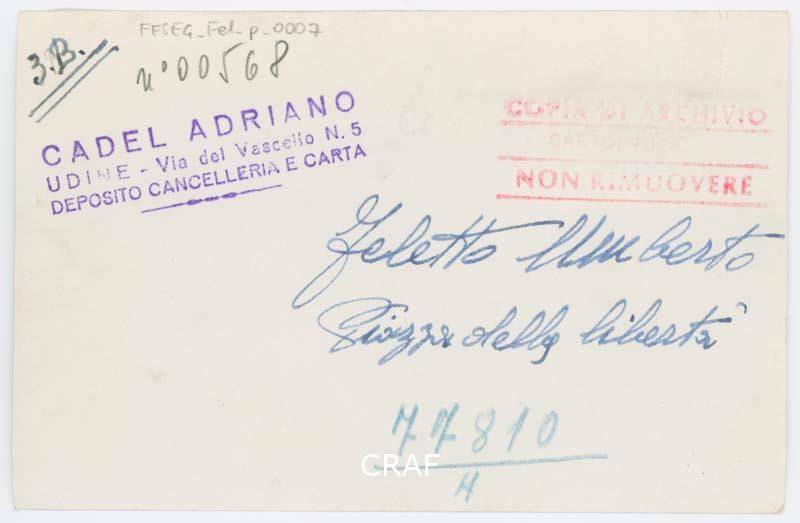 FFSEG_Fel_p_0007
3.B.
n° 00568
CADEL ADRIANO
UDINE - Via del Vascello N. 5
DEPOSITO CANCELLERIA E CARTA
COPIA DI ARCHIVIO
NON RIMUOVERE
Feletto Umberto
Piazza della libertà
77810
CRAF
H